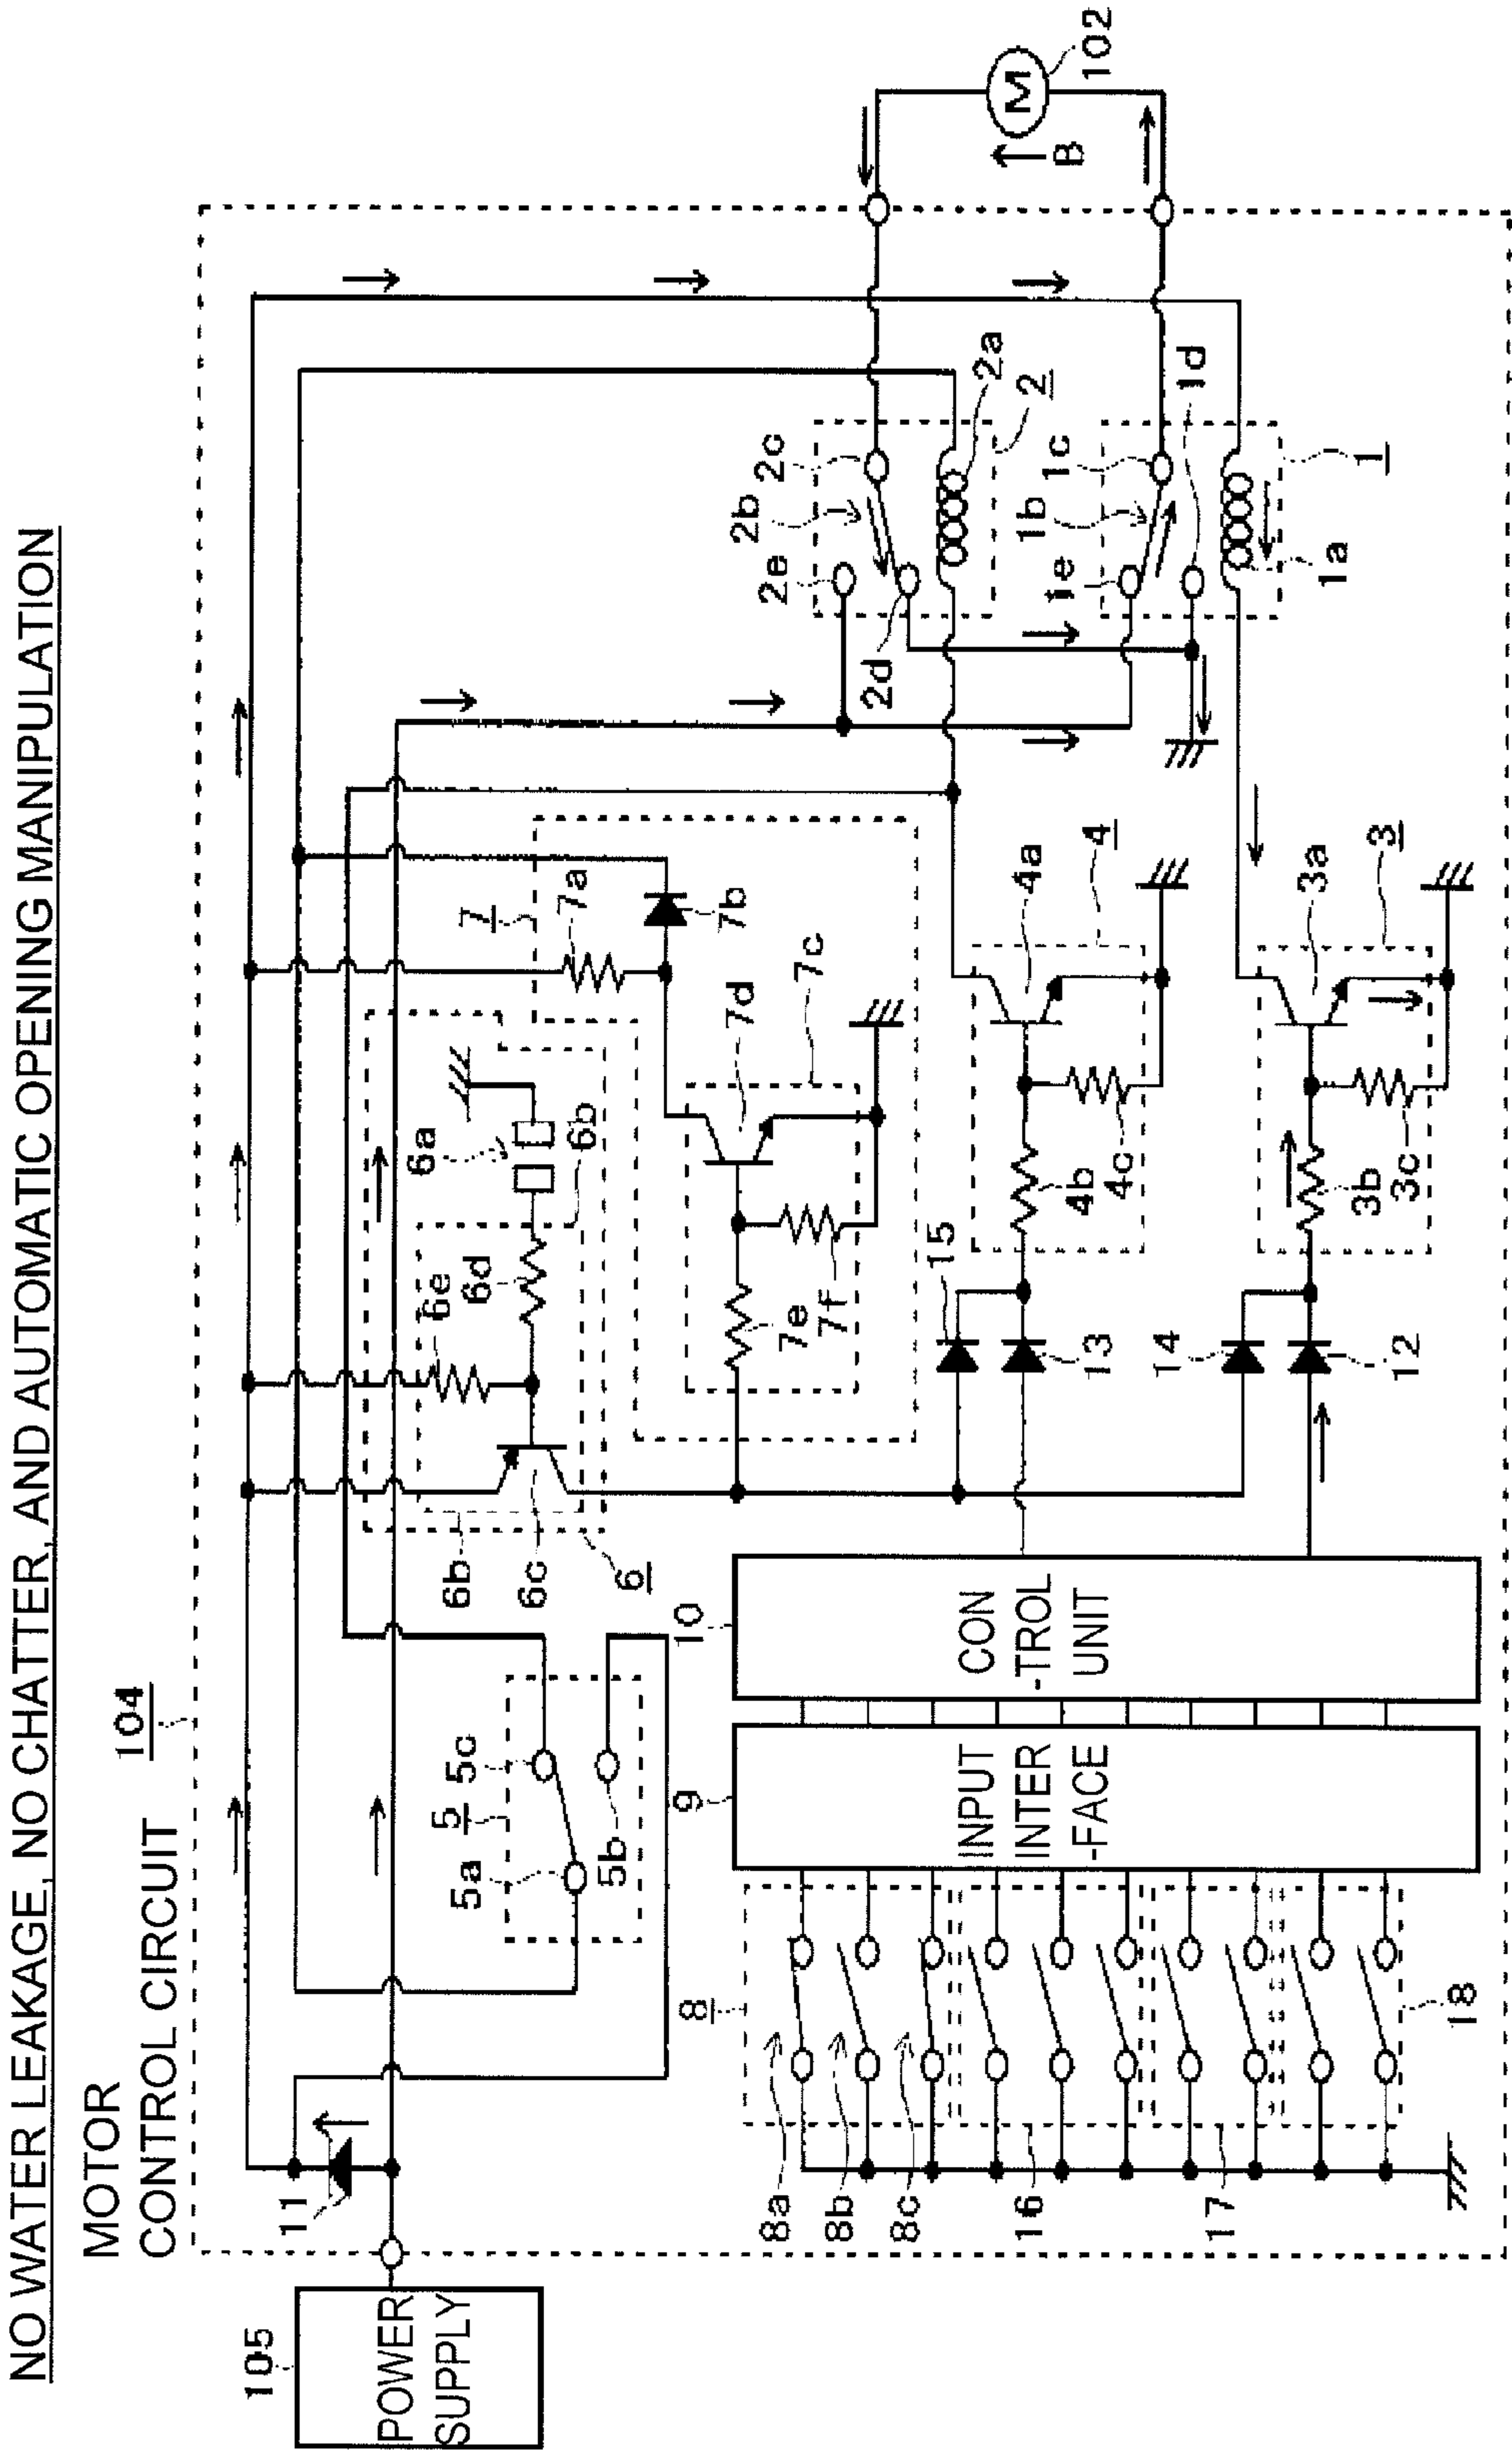 NO WATER LEAKAGE, NO CHATTER, AND AUTOMATIC OPENING MANIPULATION
MOTOR
CONTROL CIRCUIT
104
105
POWER
SUPPLY
11
5
5a
5b
5c
6
6a
6b
6b
6c
6d
6e
7
7a
7b
7c
7d
7e
7f
2
2a
2b
2c
2d
2e
1
1a
1b
1c
1d
1e
M
102
B
4
4a
4b
4c
3
3a
3b
3c
15
13
14
12
10
CON
-TROL
UNIT
9
INPUT
INTER
-FACE
8
8a
8b
8c
16
17
18